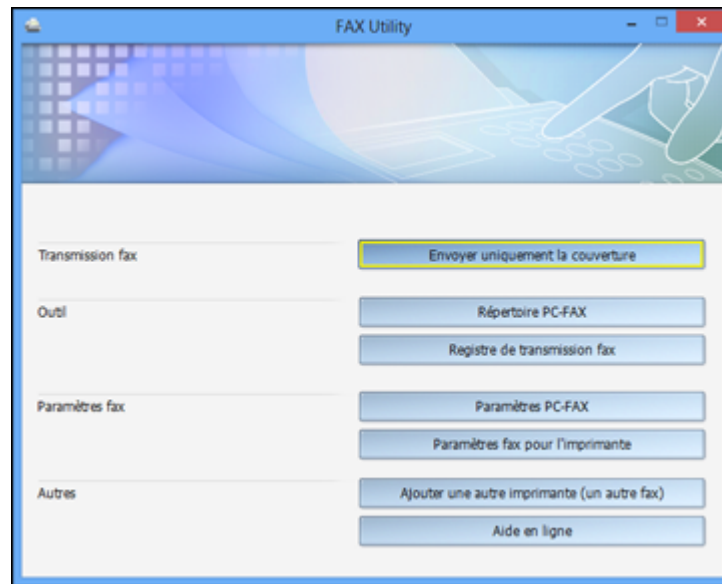 FAX Utility
Transmission fax
Envoyer uniquement la couverture
Outil
Répertoire PC-FAX
Registre de transmission fax
Paramètres fax
Paramètres PC-FAX
Paramètres fax pour l'imprimante
Autres
Ajouter une autre imprimante (un autre fax)
Aide en ligne